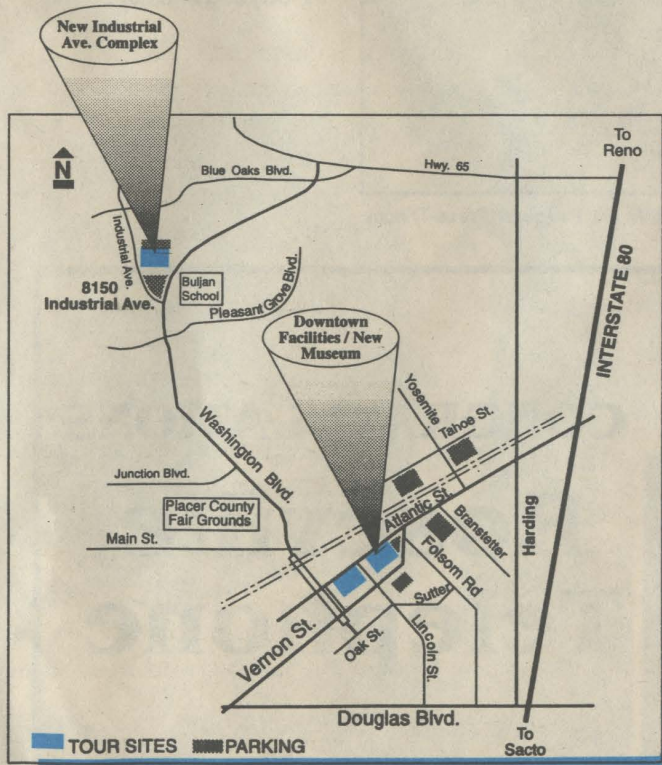 New Industrial
Ave. Complex
To
Reno
N
Blue Oaks Blvd.
Hwy. 65
Industrial Ave.
8150
Industrial Ave.
Buljan
School
Pleasant Grove Blvd.
INTERSTATE 80
Downtown
Facilities / New
Museum
Yosemite
Tahoe St.
Washington Blvd.
Junction Blvd.
Placer County
Fair Grounds
Main St.
Atlantic St.
Branstetter
Harding
Folsom Rd
Sutter
Vernon St.
Oak St.
Lincoln St.
Douglas Blvd.
To
Sacto
TOUR SITES
PARKING